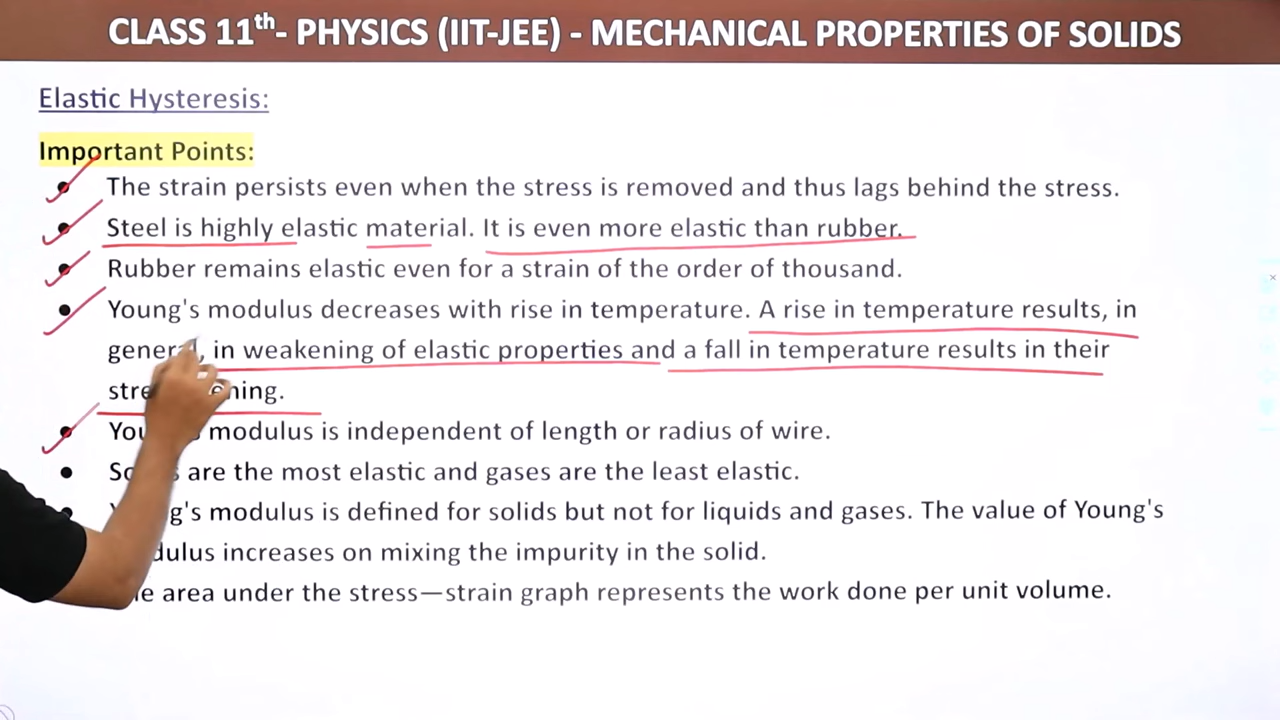 CLASS 11th- PHYSICS (IIT-JEE) - MECHANICAL PROPERTIES OF SOLIDS
Elastic Hysteresis:
Important Points:
• The strain persists even when the stress is removed and thus lags behind the stress.
• Steel is highly elastic material. It is even more elastic than rubber.
• Rubber remains elastic even for a strain of the order of thousand.
• Young's modulus decreases with rise in temperature. A rise in temperature results, in
general, in weakening of elastic properties and a fall in temperature results in their
• modulus is independent of length or radius of wire.
• are the most elastic and gases are the least elastic.
• modulus is defined for solids but not for liquids and gases. The value of Young's
increases on mixing the impurity in the solid.
area under the stress—strain graph represents the work done per unit volume.